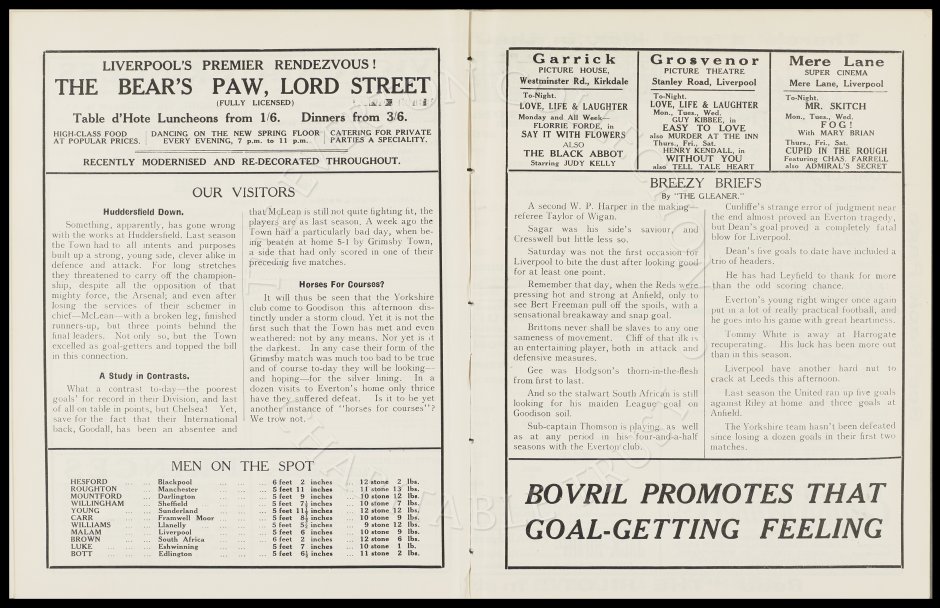 LIVERPOOL'S PREMIER RENDEZVOUS !
THE BEAR'S PAW, LORD STREET
(FULLY LICENSED)
Table d'Hote Luncheons from 1/6. Dinners from 3/6.
HIGH-CLASS FOOD
AT POPULAR PRICES.
DANCING ON THE NEW SPRING FLOOR
EVERY EVENING, 7 p.m. to 11 p.m.
CATERING FOR PRIVATE
PARTIES A SPECIALITY.
RECENTLY MODERNISED AND RE-DECORATED THROUGHOUT.
OUR VISITORS
Huddersfield Down.
Something, apparently, has gone wrong
with the works at Huddersfield. Last season
the Town had to all intents and purposes
built up a strong, young side, clever alike in
defence and attack. For long stretches
they threatened to carry off the champion-
ship, despite all the opposition of that
mighty force, the Arsenal; and even after
losing the services of their schemer in
chief—McLean—with a broken leg, finished
runners-up, but three points behind the
final leaders. Not only so, but the Town
excelled as goal-getters and topped the bill
in this connection.
A Study in Contrasts.
What a contrast to-day—the poorest
goals' for record in their Division, and last
of all on table in points, but Chelsea! Yet,
save for the fact that their International
back, Goodall, has been an absentee and
that McLean is still not quite fighting fit, the
players are as last season. A week ago the
Town had a particularly bad day, when be-
ing beaten at home 5-1 by Grimsby Town,
a side that had only scored in one of their
preceding five matches.
Horses For Courses?
It will thus be seen that the Yorkshire
club come to Goodison this afternoon dis-
tinctly under a storm cloud. Yet it is not the
first such that the Town has met and even
weathered: not by any means. Nor yet is it
the darkest. In any case their form of the
Grimsby match was much too bad to be true
and of course to-day they will be looking—
and hoping—for the silver lining. In a
dozen visits to Everton's home only thrice
have they suffered defeat. Is it to be yet
another instance of "horses for courses"?
We trow not.
MEN ON THE SPOT
HESFORD ... ... Blackpool ... ... ... 6 feet 2 inches ... 12 stone 2 lbs.
ROUGHTON ... ... Manchester ... ... ... 5 feet 11 inches ... 11 stone 13 lbs.
MOUNTFORD ... ... Darlington ... ... ... 5 feet 9 inches ... 10 stone 12 lbs.
WILLINGHAM ... ... Sheffield ... ... ... 5 feet 7½ inches ... 10 stone 7 lbs.
YOUNG ... ... Sunderland ... ... ... 5 feet 11½ inches ... 12 stone 12 lbs.
CARR ... ... Framwell Moor ... ... 5 feet 8½ inches ... 10 stone 9 lbs.
WILLIAMS ... ... Llanelly ... ... ... 5 feet 5½ inches ... 9 stone 12 lbs.
MALAM ... ... Liverpool ... ... ... 5 feet 6 inches ... 10 stone 9 lbs.
BROWN ... ... South Africa ... ... ... 6 feet 2 inches ... 12 stone 6 lbs.
LUKE ... ... Eshwinning ... ... ... 5 feet 7 inches ... 10 stone 1 lb.
BOTT ... ... Edlington ... ... ... 5 feet 6½ inches ... 11 stone 2 lbs.
Garrick
PICTURE HOUSE,
Westminster Rd., Kirkdale
To-Night.
LOVE, LIFE & LAUGHTER
Monday and All Week—
FLORRIE FORDE, in
SAY IT WITH FLOWERS
ALSO
THE BLACK ABBOT
Starring JUDY KELLY
Grosvenor
PICTURE THEATRE
Stanley Road, Liverpool
To-Night.
LOVE, LIFE & LAUGHTER
Mon., Tues., Wed.
GUY KIBBEE, in
EASY TO LOVE
also MURDER AT THE INN
Thurs., Fri., Sat.
HENRY KENDALL, in
WITHOUT YOU
also TELL TALE HEART
Mere Lane
SUPER CINEMA
Mere Lane, Liverpool
To-Night.
MR. SKITCH
Mon., Tues., Wed.
FOG!
With MARY BRIAN
Thurs., Fri., Sat.
CUPID IN THE ROUGH
Featuring CHAS. FARRELL
also ADMIRAL'S SECRET
BREEZY BRIEFS
By "THE GLEANER."
A second W. P. Harper in the making—
referee Taylor of Wigan.
Sagar was his side's saviour, and
Cresswell but little less so.
Saturday was not the first occasion for
Liverpool to bite the dust after looking good
for at least one point.
Remember that day, when the Reds were
pressing hot and strong at Anfield, only to
see Bert Freeman pull off the spoils, with a
sensational breakaway and snap goal.
Brittons never shall be slaves to any one
sameness of movement. Cliff of that ilk is
an entertaining player, both in attack and
defensive measures.
Gee was Hodgson's thorn-in-the-flesh
from first to last.
And so the stalwart South African is still
looking for his maiden League goal on
Goodison soil.
Sub-captain Thomson is playing, as well
as at any period in his four-and-a-half
seasons with the Everton club.
Cunliffe's strange error of judgment near
the end almost proved an Everton tragedy,
but Dean's goal proved a completely fatal
blow for Liverpool.
Dean's five goals to date have included a
trio of headers.
He has had Leyfield to thank for more
than the odd scoring chance.
Everton's young right winger once again
put in a lot of really practical football, and
he goes into his game with great heartiness.
Tommy White is away at Harrogate
recuperating. His luck has been more out
than in this season.
Liverpool have another hard nut to
crack at Leeds this afternoon.
Last season the United ran up five goals
against Riley at home and three goals at
Anfield.
The Yorkshire team hasn't been defeated
since losing a dozen goals in their first two
matches.
BOVRIL PROMOTES THAT
GOAL-GETTING FEELING